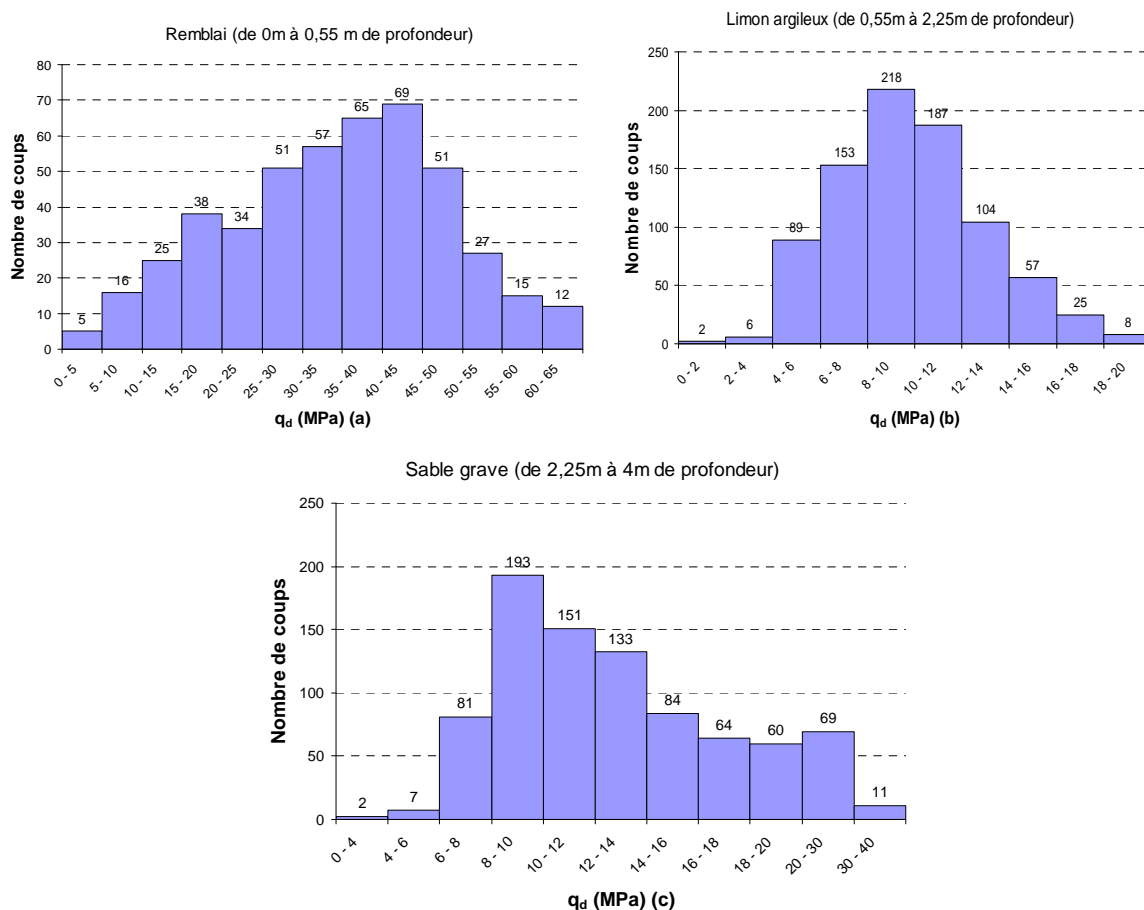 Remblai (de 0m à 0,55 m de profondeur)
Nombre de coups
80
70
60
50
40
30
20
10
0
5
16
25
38
34
51
57
65
69
51
27
15
12
0 - 5
5 - 10
10 - 15
15 - 20
20 - 25
25 - 30
30 - 35
35 - 40
40 - 45
45 - 50
50 - 55
55 - 60
60 - 65
q_d (MPa) (a)
Limon argileux (de 0,55m à 2,25m de profondeur)
Nombre de coups
250
200
150
100
50
0
2
6
89
153
218
187
104
57
25
8
0 - 2
2 - 4
4 - 6
6 - 8
8 - 10
10 - 12
12 - 14
14 - 16
16 - 18
18 - 20
q_d (MPa) (b)
Sable grave (de 2,25m à 4m de profondeur)
Nombre de coups
250
200
150
100
50
0
2
7
81
193
151
133
84
64
60
69
11
0 - 4
4 - 6
6 - 8
8 - 10
10 - 12
12 - 14
14 - 16
16 - 18
18 - 20
20 - 30
30 - 40
q_d (MPa) (c)